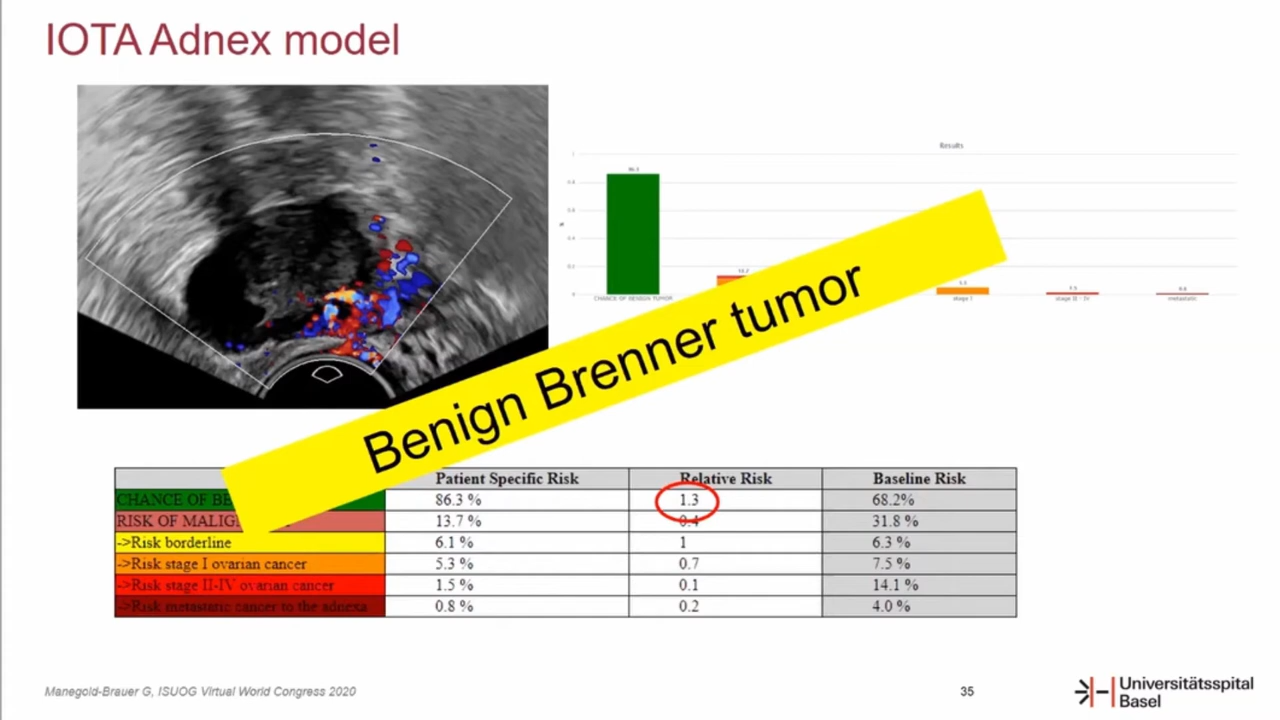 IOTA Adnex model
Results
86.3
CHANCE OF BENIGN TUMOR
stage I
stage II - IV
metastatic
Benign Brenner tumor
Patient Specific Risk Relative Risk Baseline Risk
CHANCE OF BE 86.3 % 1.3 68.2%
RISK OF MALIG 13.7 % 0.4 31.8 %
->Risk borderline 6.1 % 1 6.3 %
->Risk stage I ovarian cancer 5.3 % 0.7 7.5 %
->Risk stage II-IV ovarian cancer 1.5 % 0.1 14.1 %
->Risk metastatic cancer to the adnexa 0.8 % 0.2 4.0 %
Manegold-Brauer G, ISUOG Virtual World Congress 2020
35
Universitätsspital
Basel